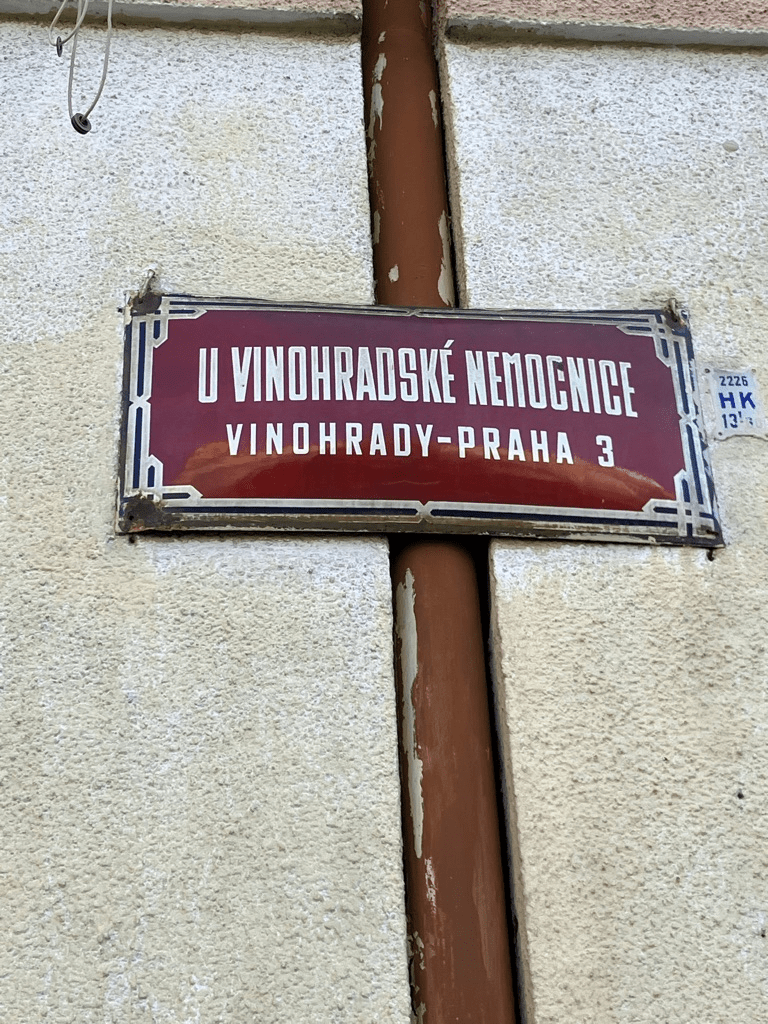 U VINOHRADSKÉ NEMOCNICE
VINOHRADY-PRAHA 3
2226
HK